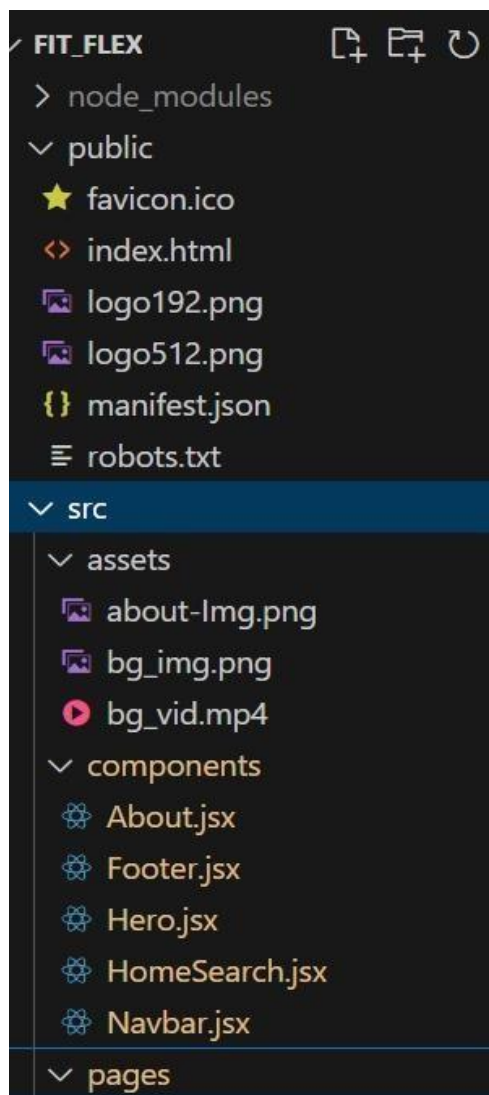 FIT_FLEX
node_modules
public
favicon.ico
index.html
logo192.png
logo512.png
manifest.json
robots.txt
src
assets
about-Img.png
bg_img.png
bg_vid.mp4
components
About.jsx
Footer.jsx
Hero.jsx
HomeSearch.jsx
Navbar.jsx
pages